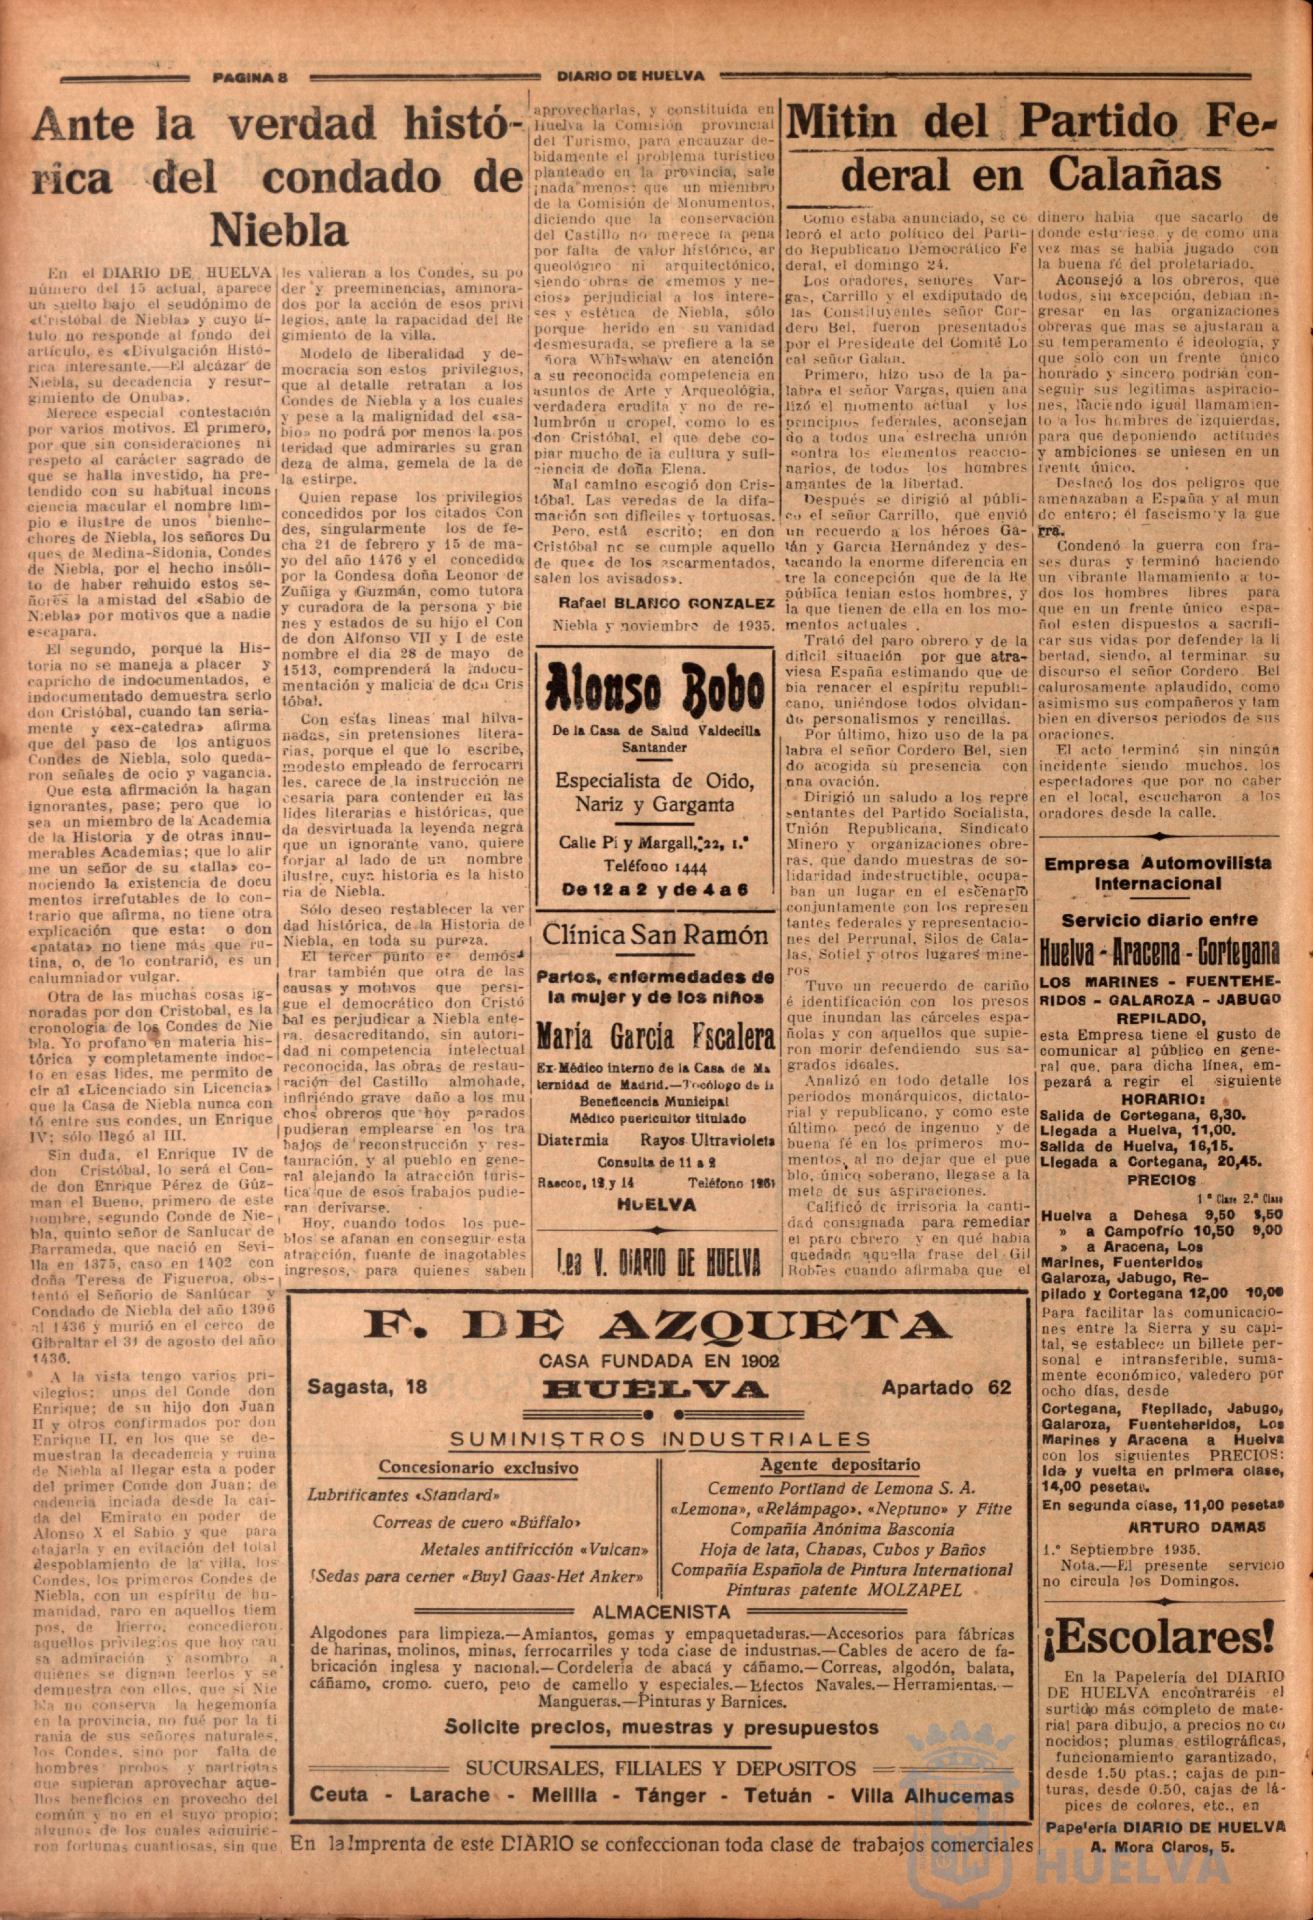 PAGINA 8
DIARIO DE HUELVA
Ante la verdad histó-
rica del condado de
Niebla
En el DIARIO DE HUELVA
número del 15 actual, aparece
un suelto bajo el seudónimo de
«Cristóbal de Niebla» y cuyo tí-
tulo no responde al fondo del
artículo, es «Divulgación Histó-
rica interesante.—El alcázar de
Niebla, su decadencia y resur-
gimiento de Onuba».
Merece especial contestación
por varios motivos. El primero,
por que sin consideraciones ni
respeto al carácter sagrado de
que se halla investido, ha pre-
tendido con su habitual incons
ciencia macular el nombre lim-
pio e ilustre de unos bienhe-
chores de Niebla, los señores Du
ques de Medina-Sidonia, Condes
de Niebla, por el hecho insóli-
to de haber rehuido estos se-
ñores la amistad del «Sabio de
Niebla» por motivos que a nadie
escapara.
El segundo, porque la His-
toria no se maneja a placer y
capricho de indocumentados, e
indocumentado demuestra serlo
don Cristóbal, cuando tan seria-
mente y «ex-catedra» afirma
que del paso de los antiguos
Condes de Niebla, solo queda-
ron señales de ocio y vagancia.
Que esta afirmación la hagan
ignorantes, pase; pero que lo
sea un miembro de la Academia
de la Historia y de otras innu-
merables Academias; que lo afir
me un señor de su «talla» co-
nociendo la existencia de docu
mentos irrefutables de lo con-
trario que afirma, no tiene otra
explicación que esta: o don
«patata» no tiene más que ru-
tina, o, de lo contrario, es un
calumniador vulgar.
Otra de las muchas cosas ig-
noradas por don Cristobal, es la
cronología de los Condes de Nie
bla. Yo profano en materia his-
tórica y completamente indoc-
to en esas lides, me permito de
cir al «Licenciado sin Licencia»
que la Casa de Niebla nunca con
tó entre sus condes, un Enrique
IV; sólo llegó al III.
Sin duda, el Enrique IV de
don Cristóbal, lo será el Con-
de don Enrique Pérez de Gúz-
man el Bueno, primero de este
nombre, segundo Conde de Nie-
bla, quinto señor de Sanlucar de
Barrameda, que nació en Sevi-
lla en 1375, caso en 1402 con
doña Teresa de Figueroa, obs-
tentó el Señorio de Sanlúcar y
Condado de Niebla del año 1396
al 1436 y murió en el cerco de
Gibraltar el 31 de agosto del año
1436.
A la vista tengo varios pri-
vilegios; unos del Conde don
Enrique; de su hijo don Juan
II y otros confirmados por don
Enrique II, en los que se de-
muestran la decadencia y ruina
de Niebla al llegar esta a poder
del primer Conde don Juan; de
cadencia inciada desde la caí-
da del Emirato en poder de
Alonso X el Sabio y que para
atajarla y en evitación del total
despoblamiento de la villa, los
Condes, los primeros Condes de
Niebla, con un espíritu de hu-
manidad, raro en aquellos tiem
pos, de hierro, concedieron
aquellos privilegios que hoy cau
sa admiración y asombro a
quienes se dignan leerlos y se
demuestra con ellos, que si Nie
bla no conserva la hegemonía
en la provincia, no fué por la ti
rania de sus señores naturales,
los Condes, sino por falta de
hombres probos y patriotas
que supieran aprovechar aque-
llos beneficios en provecho del
común y no en el suyo propio;
algunos de los cuales adquirie-
ron fortunas cuantiosas, sin que
les valieran a los Condes, su po
der y preeminencias, aminora-
dos por la acción de esos privi
legios, ante la rapacidad del Re
gimiento de la villa.
Modelo de liberalidad y de-
mocracia son estos privilegios,
que al detalle retratan a los
Condes de Niebla y a los cuales
y pese a la malignidad del «sa-
bio» no podrá por menos la pos
teridad que admirarles su gran
deza de alma, gemela de la de
la estirpe.
Quien repase los privilegios
concedidos por los citados Con
des, singularmente los de fe-
cha 21 de febrero y 15 de ma-
yo del año 1476 y el concedido
por la Condesa doña Leonor de
Zuñiga y Guzmán, como tutora
y curadora de la persona y bie
nes y estados de su hijo el Con
de don Alfonso VII y I de este
nombre el dia 28 de mayo de
1513, comprenderá la indocu-
mentación y malicia de don Cris
tóbal.
Con estas lineas mal hilva-
nadas, sin pretensiones litera-
rias, porque el que lo escribe,
modesto empleado de ferrocarri
les, carece de la instrucción ne
cesaria para contender en las
lides literarias e históricas, que
da desvirtuada la leyenda negra
que un ignorante vano, quiere
forjar al lado de un nombre
ilustre, cuya historia es la histo
ria de Niebla.
Sólo deseo restablecer la ver
dad histórica, de la Historia de
Niebla, en toda su pureza.
El tercer punto es demos-
trar también que otra de las
causas y motivos que persi-
gue el democrático don Cristó
bal es perjudicar a Niebla ente-
ra, desacreditando, sin autori-
dad ni competencia intelectual
reconocida, las obras de restau-
ración del Castillo almohade,
infiriéndo grave daño a los mu
chos obreros que hoy parados
pudieran emplearse en los tra
bajos de reconstrucción y res-
tauración, y al pueblo en gene-
ral alejando la atracción turís-
tica que de esos trabajos pudie-
ran derivarse.
Hoy, cuando todos los pue-
blos se afanan en conseguir esta
atracción, fuente de inagotables
ingresos, para quienes saben
aprovecharlas, y constituida en
Huelva la Comisión provincial
del Turismo, para encauzar de-
bidamente el problema turístico
planteado en la provincia, sale
¡nada menos! que un miembro
de la Comisión de Monumentos,
diciendo que la conservación
del Castillo no merece la pena
por falta de valor histórico, ar
queológico ni arquitectónico,
siendo obras de «memos y ne-
cios» perjudicial a los intere-
ses y estética de Niebla, sólo
porque herido en su vanidad
desmesurada, se prefiere a la se
ñora Whiswhaw en atención
a su reconocida competencia en
asuntos de Arte y Arqueológia,
verdadera erudita y no de re-
lumbrón u oropel, como lo es
don Cristóbal, el que debe co-
piar mucho de la cultura y sufi-
ciencia de doña Elena.
Mal camino escogió don Cris-
tóbal. Las veredas de la difa-
mación son dificiles y tortuosas.
Pero, está escrito; en don
Cristóbal no se cumple aquello
de que« de los escarmentados,
salen los avisados».
Rafael BLANCO GONZALEZ
Niebla y noviembre de 1935.
Alonso Bobo
De la Casa de Salud Valdecilla
Santander
Especialista de Oido,
Nariz y Garganta
Calle Pi y Margall, 22, 1.°
Teléfono 1444
De 12 a 2 y de 4 a 6
Clínica San Ramón
Partos, enfermedades de
la mujer y de los niños
María García Escalera
Ex-Médico interno de la Casa de Ma
ternidad de Madrid.—Tocólogo de la
Beneficencia Municipal
Médico puericultor titulado
Diatermia Rayos Ultravioleta
Consulta de 11 a 2
Rascon, 12 y 14 Teléfono 1961
HUELVA
Lea V. DIARIO DE HUELVA
Mitin del Partido Fe-
deral en Calañas
Como estaba anunciado, se ce
lebró el acto político del Parti-
do Republicano Democrático Fe
deral, el domingo 24.
Los oradores, señores Var-
gas, Carrillo y el exdiputado de
las Constituyentes señor Cor-
dero Bel, fueron presentados
por el Presidente del Comité Lo
cal señor Galan.
Primero, hizo uso de la pa-
labra el señor Vargas, quien ana
lizó el momento actual y los
principios federales, aconsejan
do a todos una estrecha unión
contra los elementos reaccio-
narios, de todos los hombres
amantes de la libertad.
Después se dirigió al públi-
co el señor Carrillo, que envió
un recuerdo a los héroes Ga-
lán y Garcia Hernández y des-
tacando la enorme diferencia en
tre la concepción que de la Re
pública tenian estos hombres, y
la que tienen de ella en los mo-
mentos actuales .
Trató del paro obrero y de la
dificil situación por que atra-
viesa España estimando que de
bia renacer el espíritu republi-
cano, uniéndose todos olvidan-
do personalismos y rencillas.
Por último, hizo uso de la pa
labra el señor Cordero Bel, sien
do acogida su presencia con
una ovación.
Dirigió un saludo a los repre
sentantes del Partido Socialista,
Unión Republicana, Sindicato
Minero y organizaciones obre-
ras, que dando muestras de so-
lidaridad indestructible, ocupa-
ban un lugar en el escenario
conjuntamente con los represen
tantes federales y representacio-
nes del Perrunal, Silos de Cala-
las, Sotiel y otros lugares mine-
ros
Tuvo un recuerdo de cariño
é identificación con los presos
que inundan las cárceles espa-
ñolas y con aquellos que supie-
ron morir defendiendo sus sa-
grados ideales.
Analizó en todo detalle los
periodos monárquicos, dictato-
rial y republicano, y como este
último pecó de ingenuo y de
buena fé en los primeros mo-
mentos, al no dejar que el pue
blo, único soberano, llegase a la
meta de sus aspiraciones.
Calificó de irrisoria la canti-
dad consignada para remediar
el paro obrero y en qué había
quedado aquella frase del Gil
Robles cuando afirmaba que el
dinero habia que sacarlo de
donde estuviese y de como una
vez mas se había jugado con
la buena fé del proletariado.
Aconsejó a los obreros, que
todos, sin excepción, debian in-
gresar en las organizaciones
obreras que mas se ajustaran a
su temperamento é ideología, y
que solo con un frente único
honrado y sincero podrían con-
seguir sus legitimas aspiracio-
nes, haciendo igual llamamien-
to a los hombres de izquierdas,
para que deponiendo actitudes
y ambiciones se uniesen en un
frente único.
Destacó los dos peligros que
amenazaban a España y al mun
do entero; él fascismo y la gue
rra.
Condenó la guerra con fra-
ses duras y terminó haciendo
un vibrante llamamiento a to-
dos los hombres libres para
que en un frente único espa-
ñol esten dispuestos a sacrifi-
car sus vidas por defender la li
bertad, siendo, al terminar su
discurso el señor Cordero Bel
calurosamente aplaudido, como
asimismo sus compañeros y tam
bien en diversos periodos de sus
oraciones.
El acto terminó sin ningún
incidente siendo muchos, los
espectadores que por no caber
en el local, escucharon a los
oradores desde la calle.
Empresa Automovilista
Internacional
Servicio diario entre
Huelva - Aracena - Cortegana
LOS MARINES - FUENTEHE-
RIDOS - GALAROZA - JABUGO
REPILADO,
esta Empresa tiene el gusto de
comunicar al público en gene-
ral que, para dicha línea, em-
pezará a regir el siguiente
HORARIO:
Salida de Cortegana, 6,30.
Llegada a Huelva, 11,00.
Salida de Huelva, 16,15.
Llegada a Cortegana, 20,45.
PRECIOS
1.ª Clase 2.ª Clase
Huelva a Dehesa 9,50 8,50
» a Campofrío 10,50 9,00
» a Aracena, Los
Marines, Fuenteridos
Galaroza, Jabugo, Re-
pilado y Cortegana 12,00 10,00
Para facilitar las comunicacio-
nes entre la Sierra y su capi-
tal, se establece un billete per-
sonal e intransferible, suma-
mente económico, valedero por
ocho días, desde
Cortegana, Repilado, Jabugo,
Galaroza, Fuenteheridos, Los
Marines y Aracena a Huelva
con los siguientes PRECIOS:
Ida y vuelta en primera clase,
14,00 pesetas.
En segunda clase, 11,00 pesetas
ARTURO DAMAS
1.° Septiembre 1935.
Nota.—El presente servicio
no circula los Domingos.
¡Escolares!
En la Papelería del DIARIO
DE HUELVA encontraréis el
surtido más completo de mate-
rial para dibujo, a precios no co
nocidos; plumas estilográficas,
funcionamiento garantizado,
desde 1.50 ptas.; cajas de pin-
turas, desde 0.50, cajas de lá-
pices de colores, etc., en
Papelería DIARIO DE HUELVA
A. Mora Claros, 5.
F. DE AZQUETA
CASA FUNDADA EN 1902
Sagasta, 18 HUELVA Apartado 62
SUMINISTROS INDUSTRIALES
Concesionario exclusivo
Lubrificantes «Standard»
Correas de cuero «Búffalo»
Metales antifricción «Vulcan»
Sedas para cerner «Buyl Gaas-Het Anker»
Agente depositario
Cemento Portland de Lemona S. A.
«Lemona», «Relámpago», «Neptuno» y Fitre
Compañía Anónima Basconia
Hoja de lata, Chapas, Cubos y Baños
Compañía Española de Pintura International
Pinturas patente MOLZAPEL
ALMACENISTA
Algodones para limpieza.—Amiantos, gomas y empaquetaduras.—Accesorios para fábricas
de harinas, molinos, minas, ferrocarriles y toda clase de industrias.—Cables de acero de fa-
bricación inglesa y nacional.—Cordelería de abacá y cáñamo.—Correas, algodón, balata,
cáñamo, cromo. cuero, pelo de camello y especiales.—Efectos Navales.—Herramientas.—
Mangueras.—Pinturas y Barnices.
Solicite precios, muestras y presupuestos
SUCURSALES, FILIALES Y DEPOSITOS
Ceuta - Larache - Melilla - Tánger - Tetuán - Villa Alhucemas
En la Imprenta de este DIARIO se confeccionan toda clase de trabajos comerciales
HUELVA